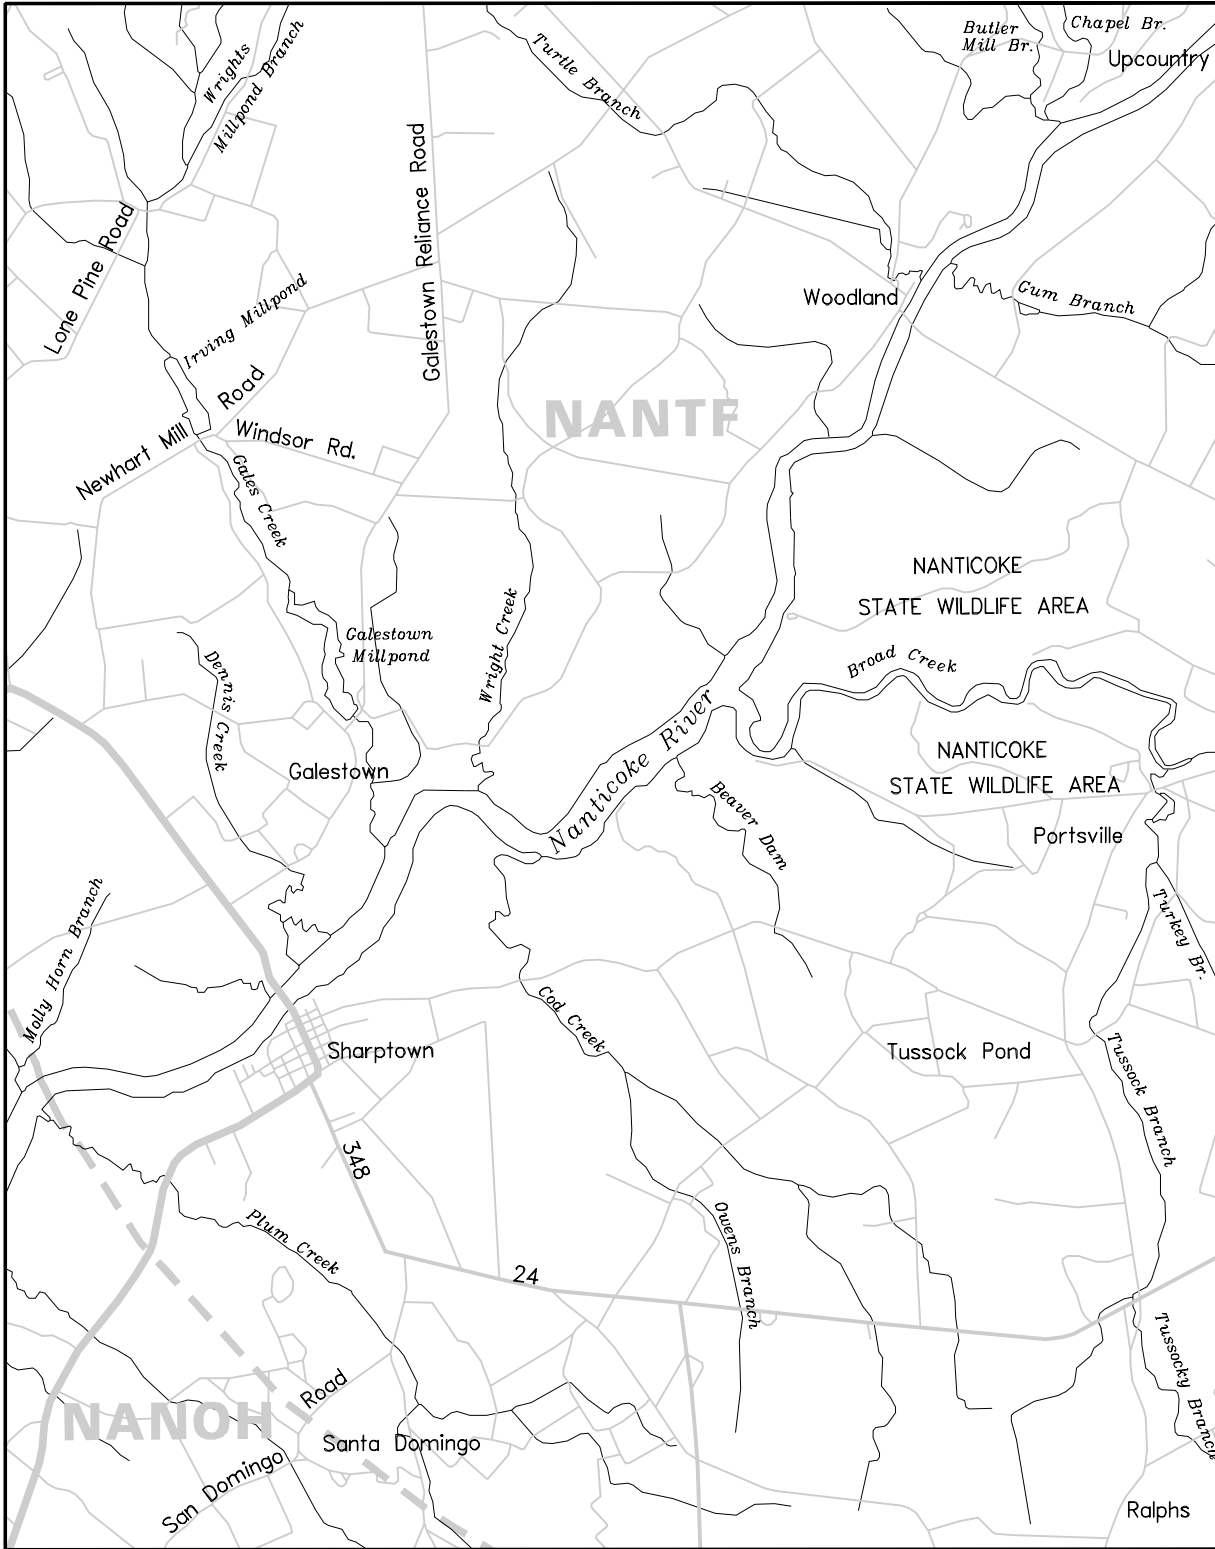 Butler
Mill Br.
Chapel Br.
Upcountry
Turtle Branch
Wrights
Millpond Branch
Lone Pine Road
Galestown Reliance Road
Woodland
Gum Branch
Irving Millpond
Newhart Mill Road
Windsor Rd.
NANTF
Gales Creek
NANTICOKE
STATE WILDLIFE AREA
Galestown
Millpond
Wright Creek
Dennis Creek
Broad Creek
Nanticoke River
NANTICOKE
STATE WILDLIFE AREA
Galestown
Beaver Dam
Portsville
Molly Horn Branch
Turkey Br.
Cod Creek
Sharptown
Tussock Pond
Tussock Branch
348
Plum Creek
Owens Branch
24
Tussocky Branch
NANOH
San Domingo Road
Santa Domingo
Ralphs